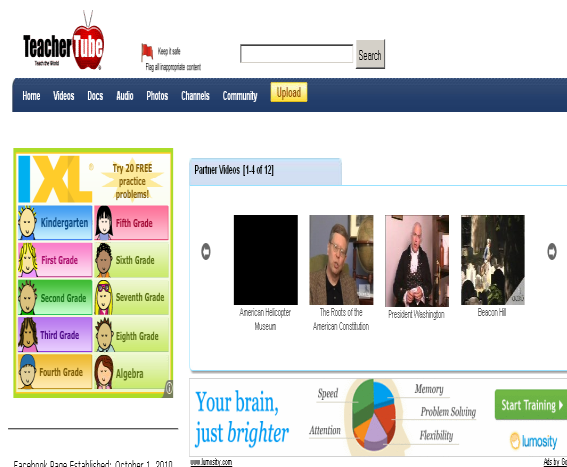 TeacherTube
Teach the World
Keep it safe
Flag all inappropriate content
Search
Home Videos Docs Audio Photos Channels Community Upload
IXL ®
Try 20 FREE
practice
problems!
Kindergarten Fifth Grade
First Grade Sixth Grade
Second Grade Seventh Grade
Third Grade Eighth Grade
Fourth Grade Algebra
Partner Videos [1-4 of 12]
American Helicopter
Museum
The Roots of the
American Constitution
President Washington
Beacon Hill
Your brain,
just brighter
Speed
Attention
Memory
Problem Solving
Flexibility
Start Training
lumosity
www.lumosity.com
Ads by Go
Facebook Page Established: October 1, 2010